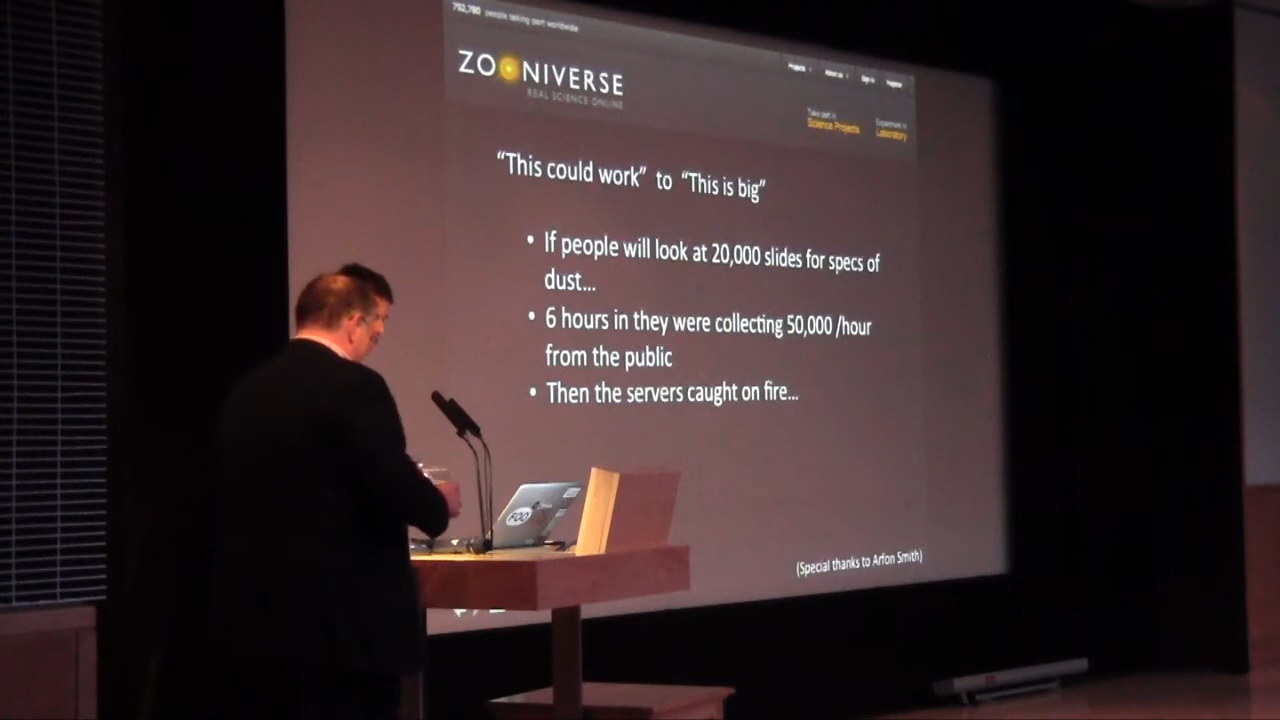 752,780 people taking part worldwide
ZOONIVERSE
REAL SCIENCE ONLINE
Projects
About us
Sign in
Register
Take part in
Science Projects
Experiment in
Laboratory
“This could work” to “This is big”
• If people will look at 20,000 slides for specs of
dust...
• 6 hours in they were collecting 50,000 /hour
from the public
• Then the servers caught on fire...
(Special thanks to Arfon Smith)
FOO